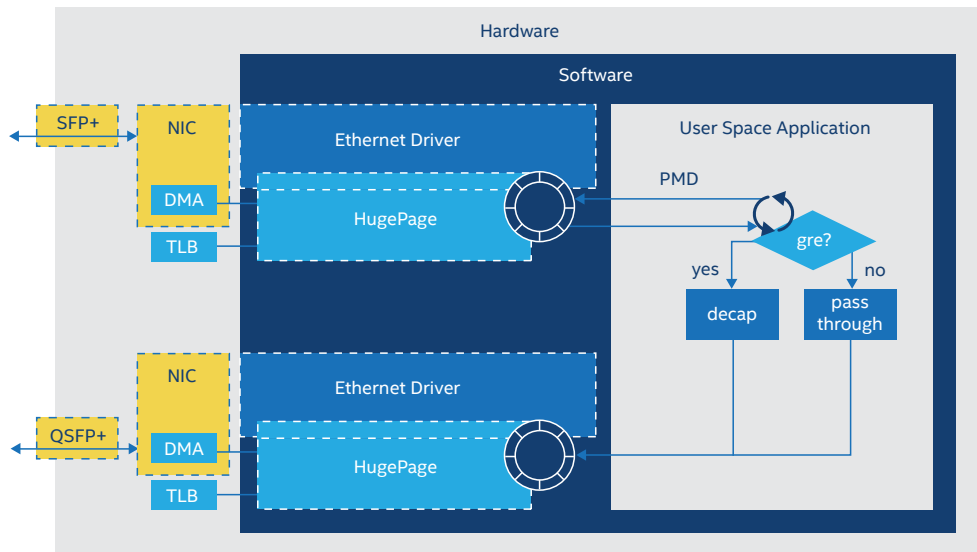 Hardware
Software
SFP+
NIC
Ethernet Driver
User Space Application
DMA
HugePage
PMD
TLB
gre?
yes
no
decap
pass
through
NIC
Ethernet Driver
QSFP+
DMA
HugePage
TLB